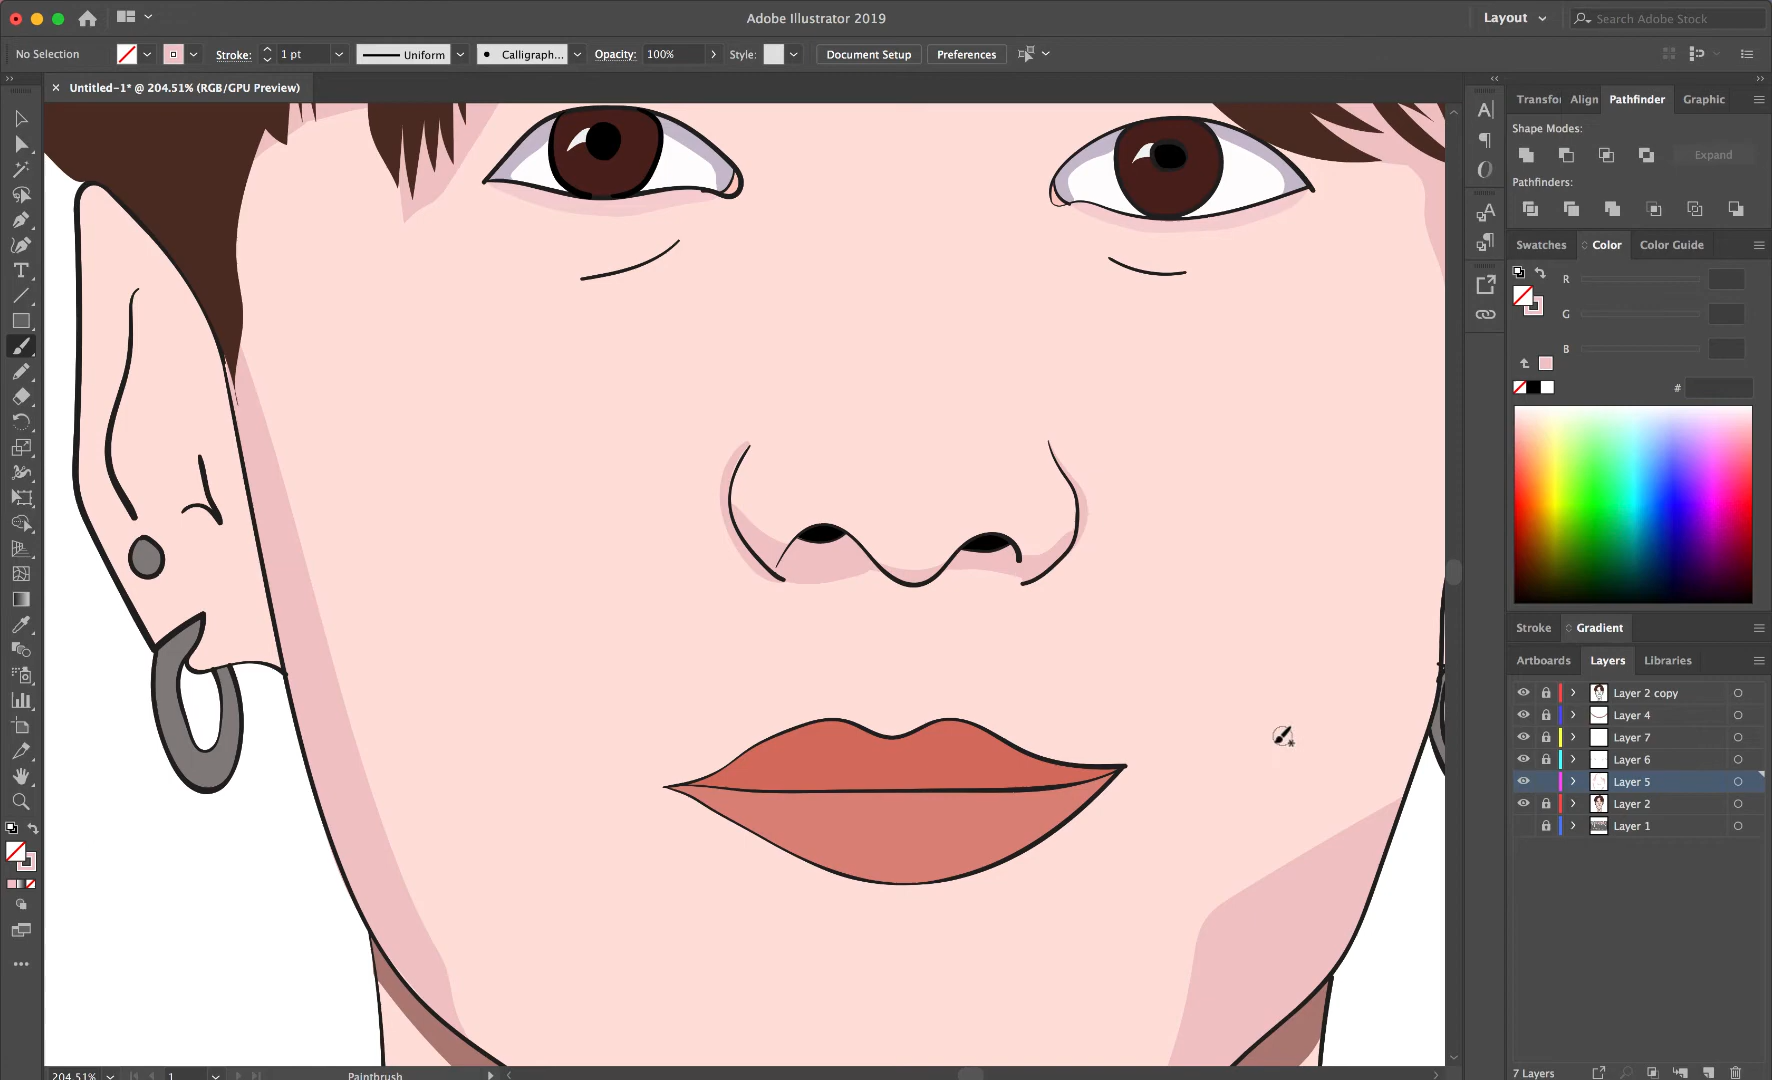 Adobe Illustrator 2019
Layout
Search Adobe Stock
No Selection
Stroke:
1 pt
Uniform
Calligraph...
Opacity:
100%
Style:
Document Setup
Preferences
Untitled-1* @ 204.51% (RGB/GPU Preview)
Transfor
Align
Pathfinder
Graphic
Shape Modes:
Expand
Pathfinders:
Swatches
Color
Color Guide
R
G
B
#
Stroke
Gradient
Artboards
Layers
Libraries
Layer 2 copy
Layer 4
Layer 7
Layer 6
Layer 5
Layer 2
Layer 1
204.51%
1
Paintbrush
7 Layers